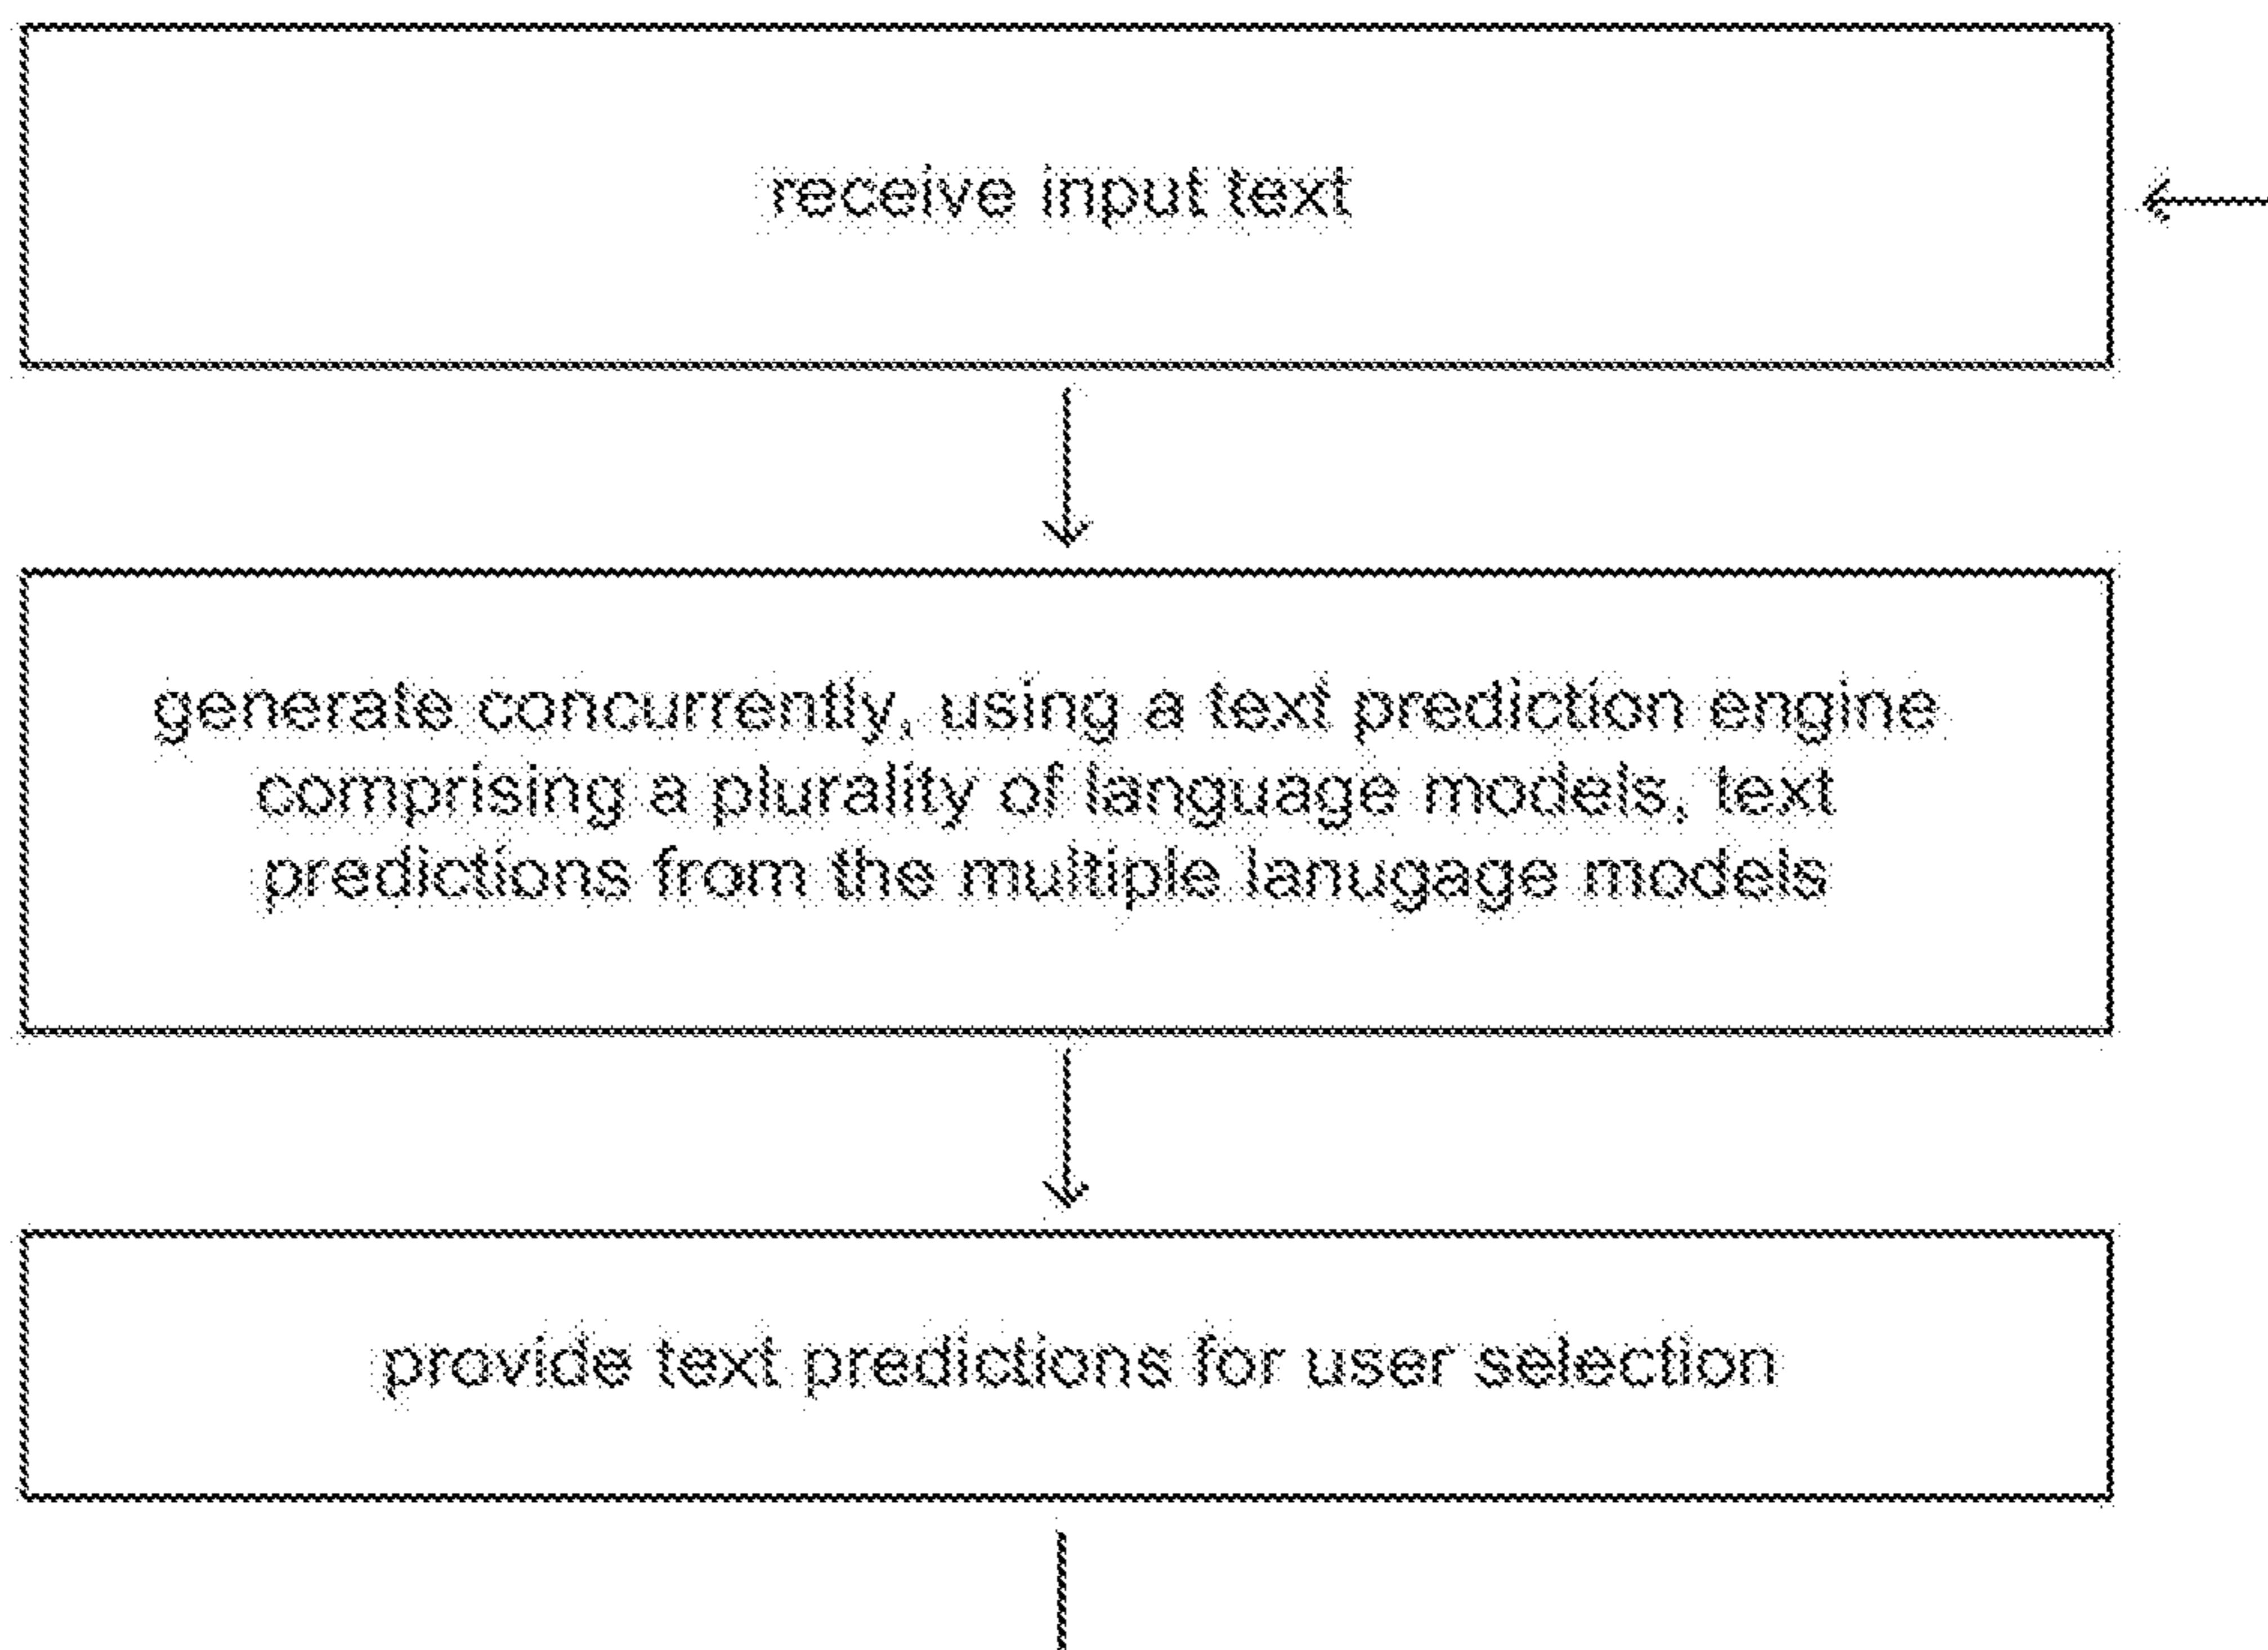 receive input text
generate concurrently, using a text prediction engine
comprising a plurality of language models, text
predictions from the multiple lanugage models
provide text predictions for user selection